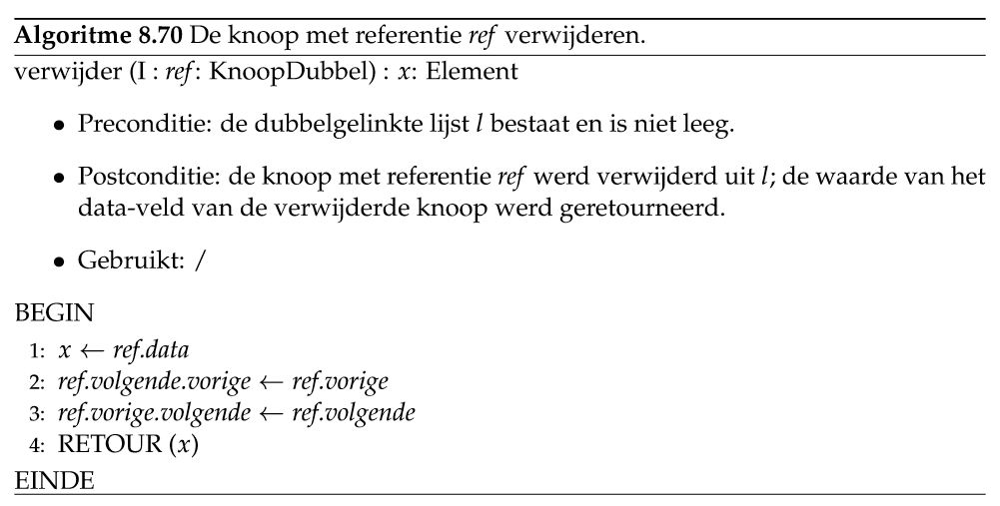 Algoritme 8.70 De knoop met referentie ref verwijderen.
verwijder (I : ref: KnoopDubbel) : x: Element
• Preconditie: de dubbelgelinkte lijst l bestaat en is niet leeg.
• Postconditie: de knoop met referentie ref werd verwijderd uit l; de waarde van het
data-veld van de verwijderde knoop werd geretourneerd.
• Gebruikt: /
BEGIN
1: x ← ref.data
2: ref.volgende.vorige ← ref.vorige
3: ref.vorige.volgende ← ref.volgende
4: RETOUR (x)
EINDE